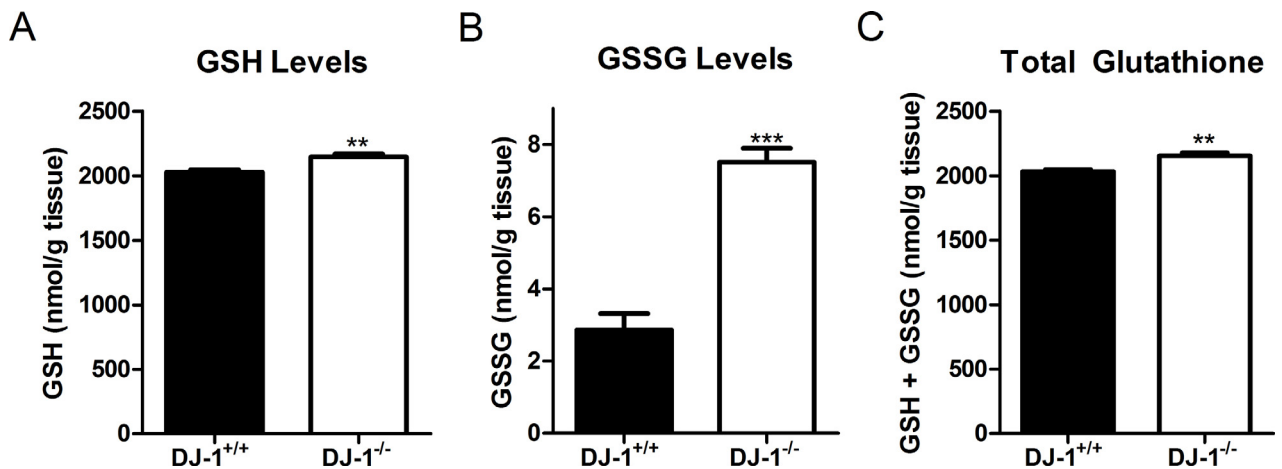 A
GSH Levels
GSH (nmol/g tissue)
2500
2000
1500
1000
500
0
**
DJ-1+/+
DJ-1-/-
B
GSSG Levels
GSSG (nmol/g tissue)
8
6
4
2
0
***
DJ-1+/+
DJ-1-/-
C
Total Glutathione
GSH + GSSG (nmol/g tissue)
2500
2000
1500
1000
500
0
**
DJ-1+/+
DJ-1-/-